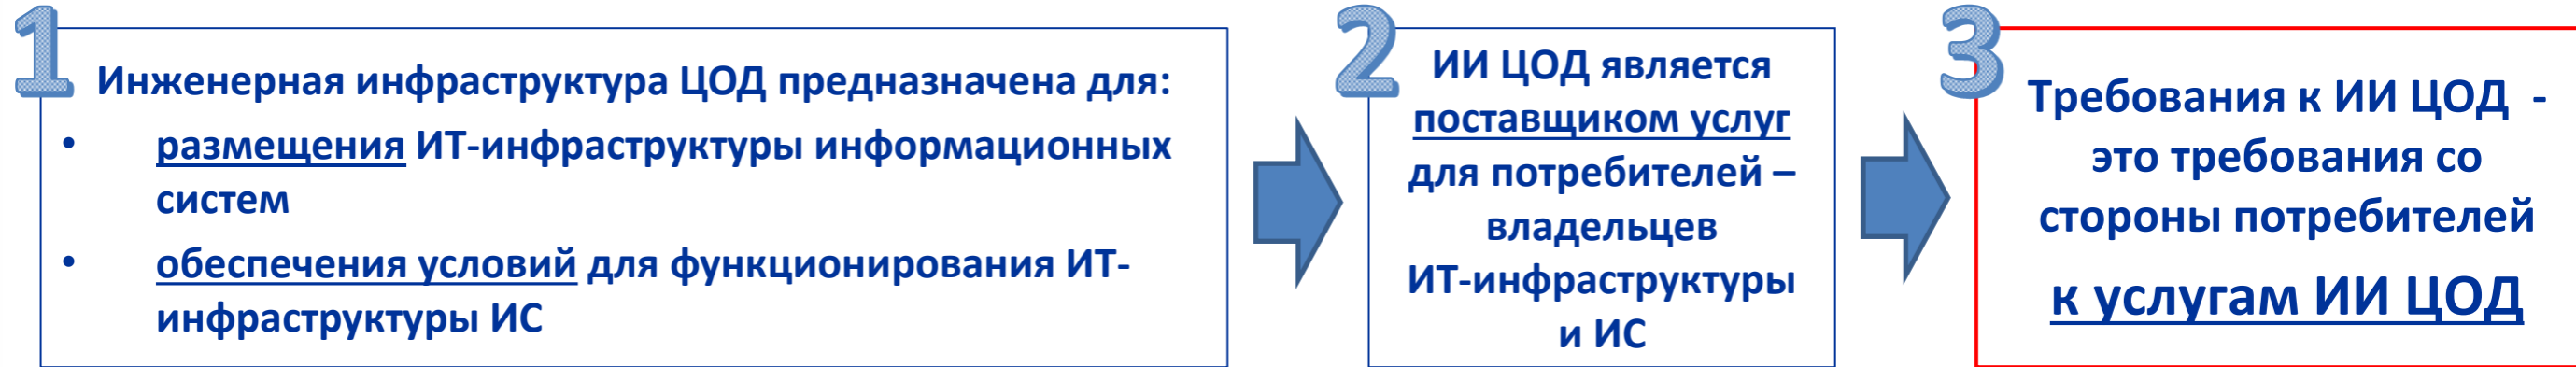 1
Инженерная инфраструктура ЦОД предназначена для:
• размещения ИТ-инфраструктуры информационных
систем
• обеспечения условий для функционирования ИТ-
инфраструктуры ИС
2
ИИ ЦОД является
поставщиком услуг
для потребителей –
владельцев
ИТ-инфраструктуры
и ИС
3
Требования к ИИ ЦОД -
это требования со
стороны потребителей
к услугам ИИ ЦОД